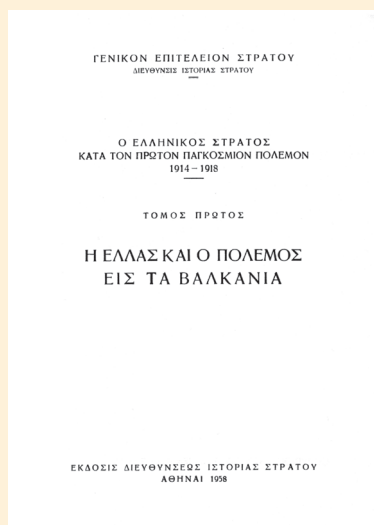 ΓΕΝΙΚΟΝ ΕΠΙΤΕΛΕΙΟΝ ΣΤΡΑΤΟΥ
ΔΙΕΥΘΥΝΣΙΣ ΙΣΤΟΡΙΑΣ ΣΤΡΑΤΟΥ
Ο ΕΛΛΗΝΙΚΟΣ ΣΤΡΑΤΟΣ
ΚΑΤΑ ΤΟΝ ΠΡΩΤΟΝ ΠΑΓΚΟΣΜΙΟΝ ΠΟΛΕΜΟΝ
1914 – 1918
ΤΟΜΟΣ ΠΡΩΤΟΣ
Η ΕΛΛΑΣ ΚΑΙ Ο ΠΟΛΕΜΟΣ
ΕΙΣ ΤΑ ΒΑΛΚΑΝΙΑ
ΕΚΔΟΣΙΣ ΔΙΕΥΘΥΝΣΕΩΣ ΙΣΤΟΡΙΑΣ ΣΤΡΑΤΟΥ
ΑΘΗΝΑΙ 1958